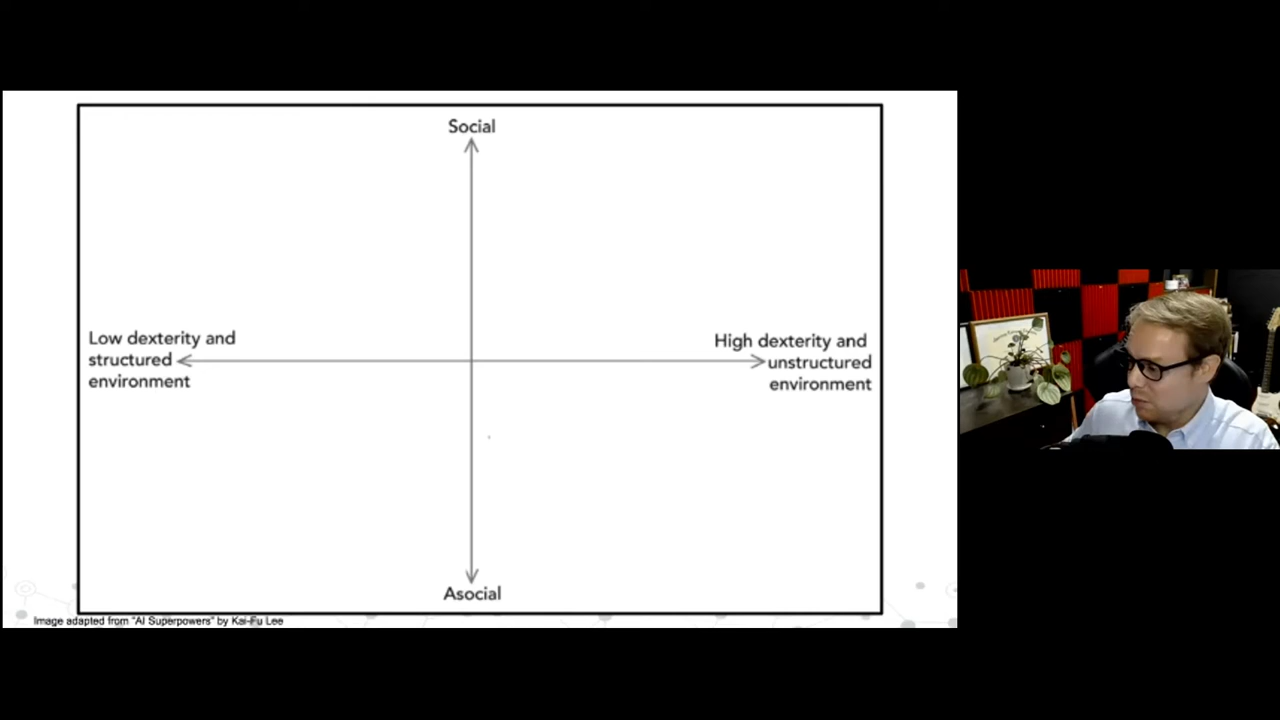 Social
Low dexterity and
structured
environment
High dexterity and
unstructured
environment
Asocial
Image adapted from "AI Superpowers" by Kai-Fu Lee